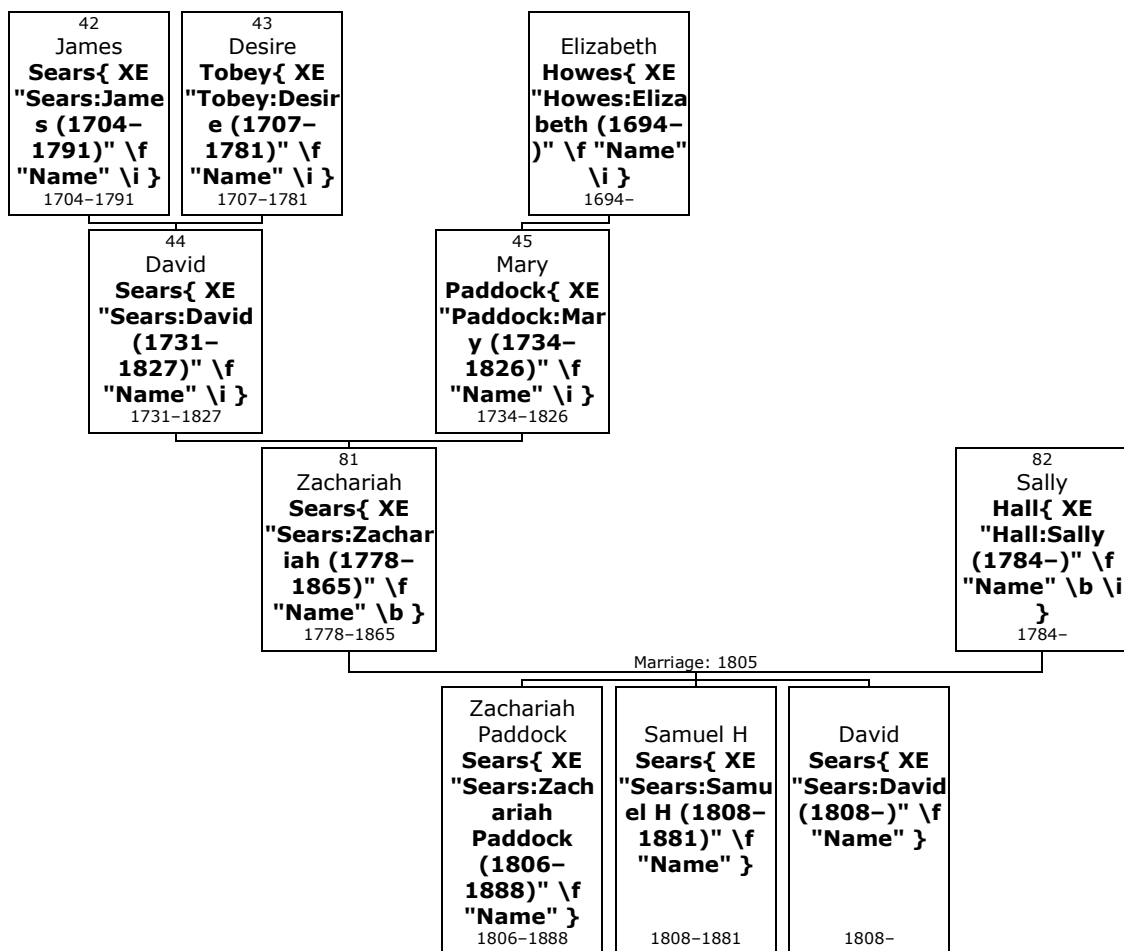 42
James
Sears{ XE
"Sears:Jame
s (1704–
1791)" \f
"Name" \i }
1704–1791
43
Desire
Tobey{ XE
"Tobey:Desir
e (1707–
1781)" \f
"Name" \i }
1707–1781
Elizabeth
Howes{ XE
"Howes:Eliza
beth (1694–
)" \f "Name"
\i }
1694–
44
David
Sears{ XE
"Sears:David
(1731–
1827)" \f
"Name" \i }
1731–1827
45
Mary
Paddock{ XE
"Paddock:Mar
y (1734–
1826)" \f
"Name" \i }
1734–1826
81
Zachariah
Sears{ XE
"Sears:Zachar
iah (1778–
1865)" \f
"Name" \b }
1778–1865
82
Sally
Hall{ XE
"Hall:Sally
(1784–)" \f
"Name" \b \i
}
1784–
Marriage: 1805
Zachariah
Paddock
Sears{ XE
"Sears:Zach
ariah
Paddock
(1806–
1888)" \f
"Name" }
1806–1888
Samuel H
Sears{ XE
"Sears:Samu
el H (1808–
1881)" \f
"Name" }
1808–1881
David
Sears{ XE
"Sears:David
(1808–)" \f
"Name" }
1808–